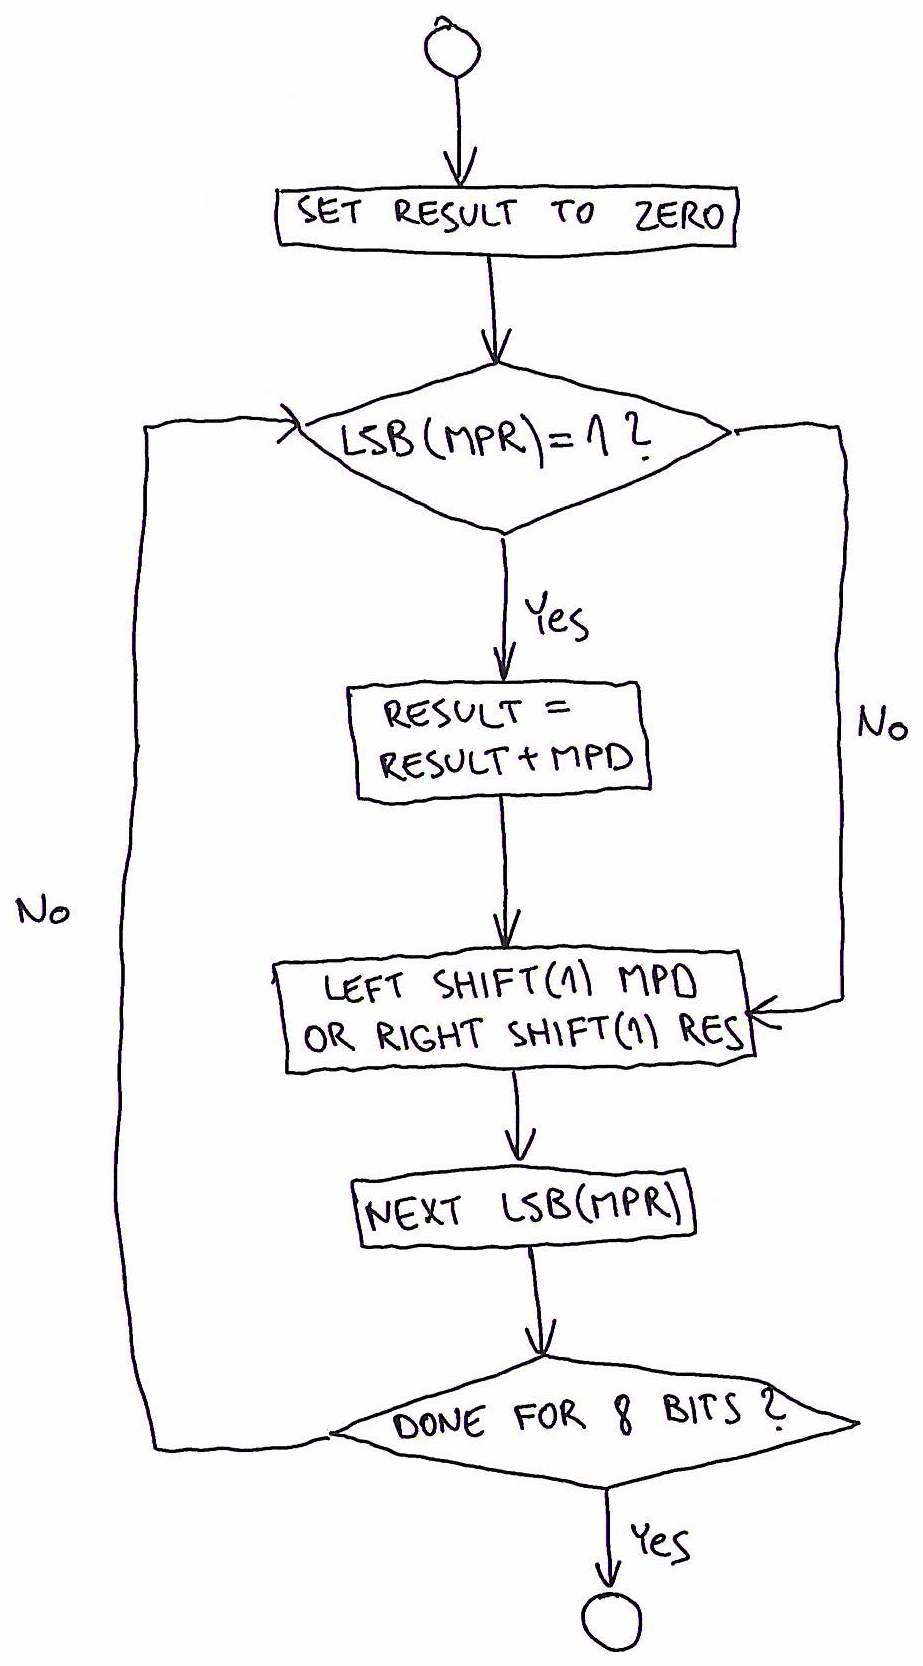 SET RESULT TO ZERO
LSB(MPR)=1?
Yes
RESULT =
RESULT + MPD
No
No
LEFT SHIFT(1) MPD
OR RIGHT SHIFT(1) RES
NEXT LSB(MPR)
DONE FOR 8 BITS?
Yes